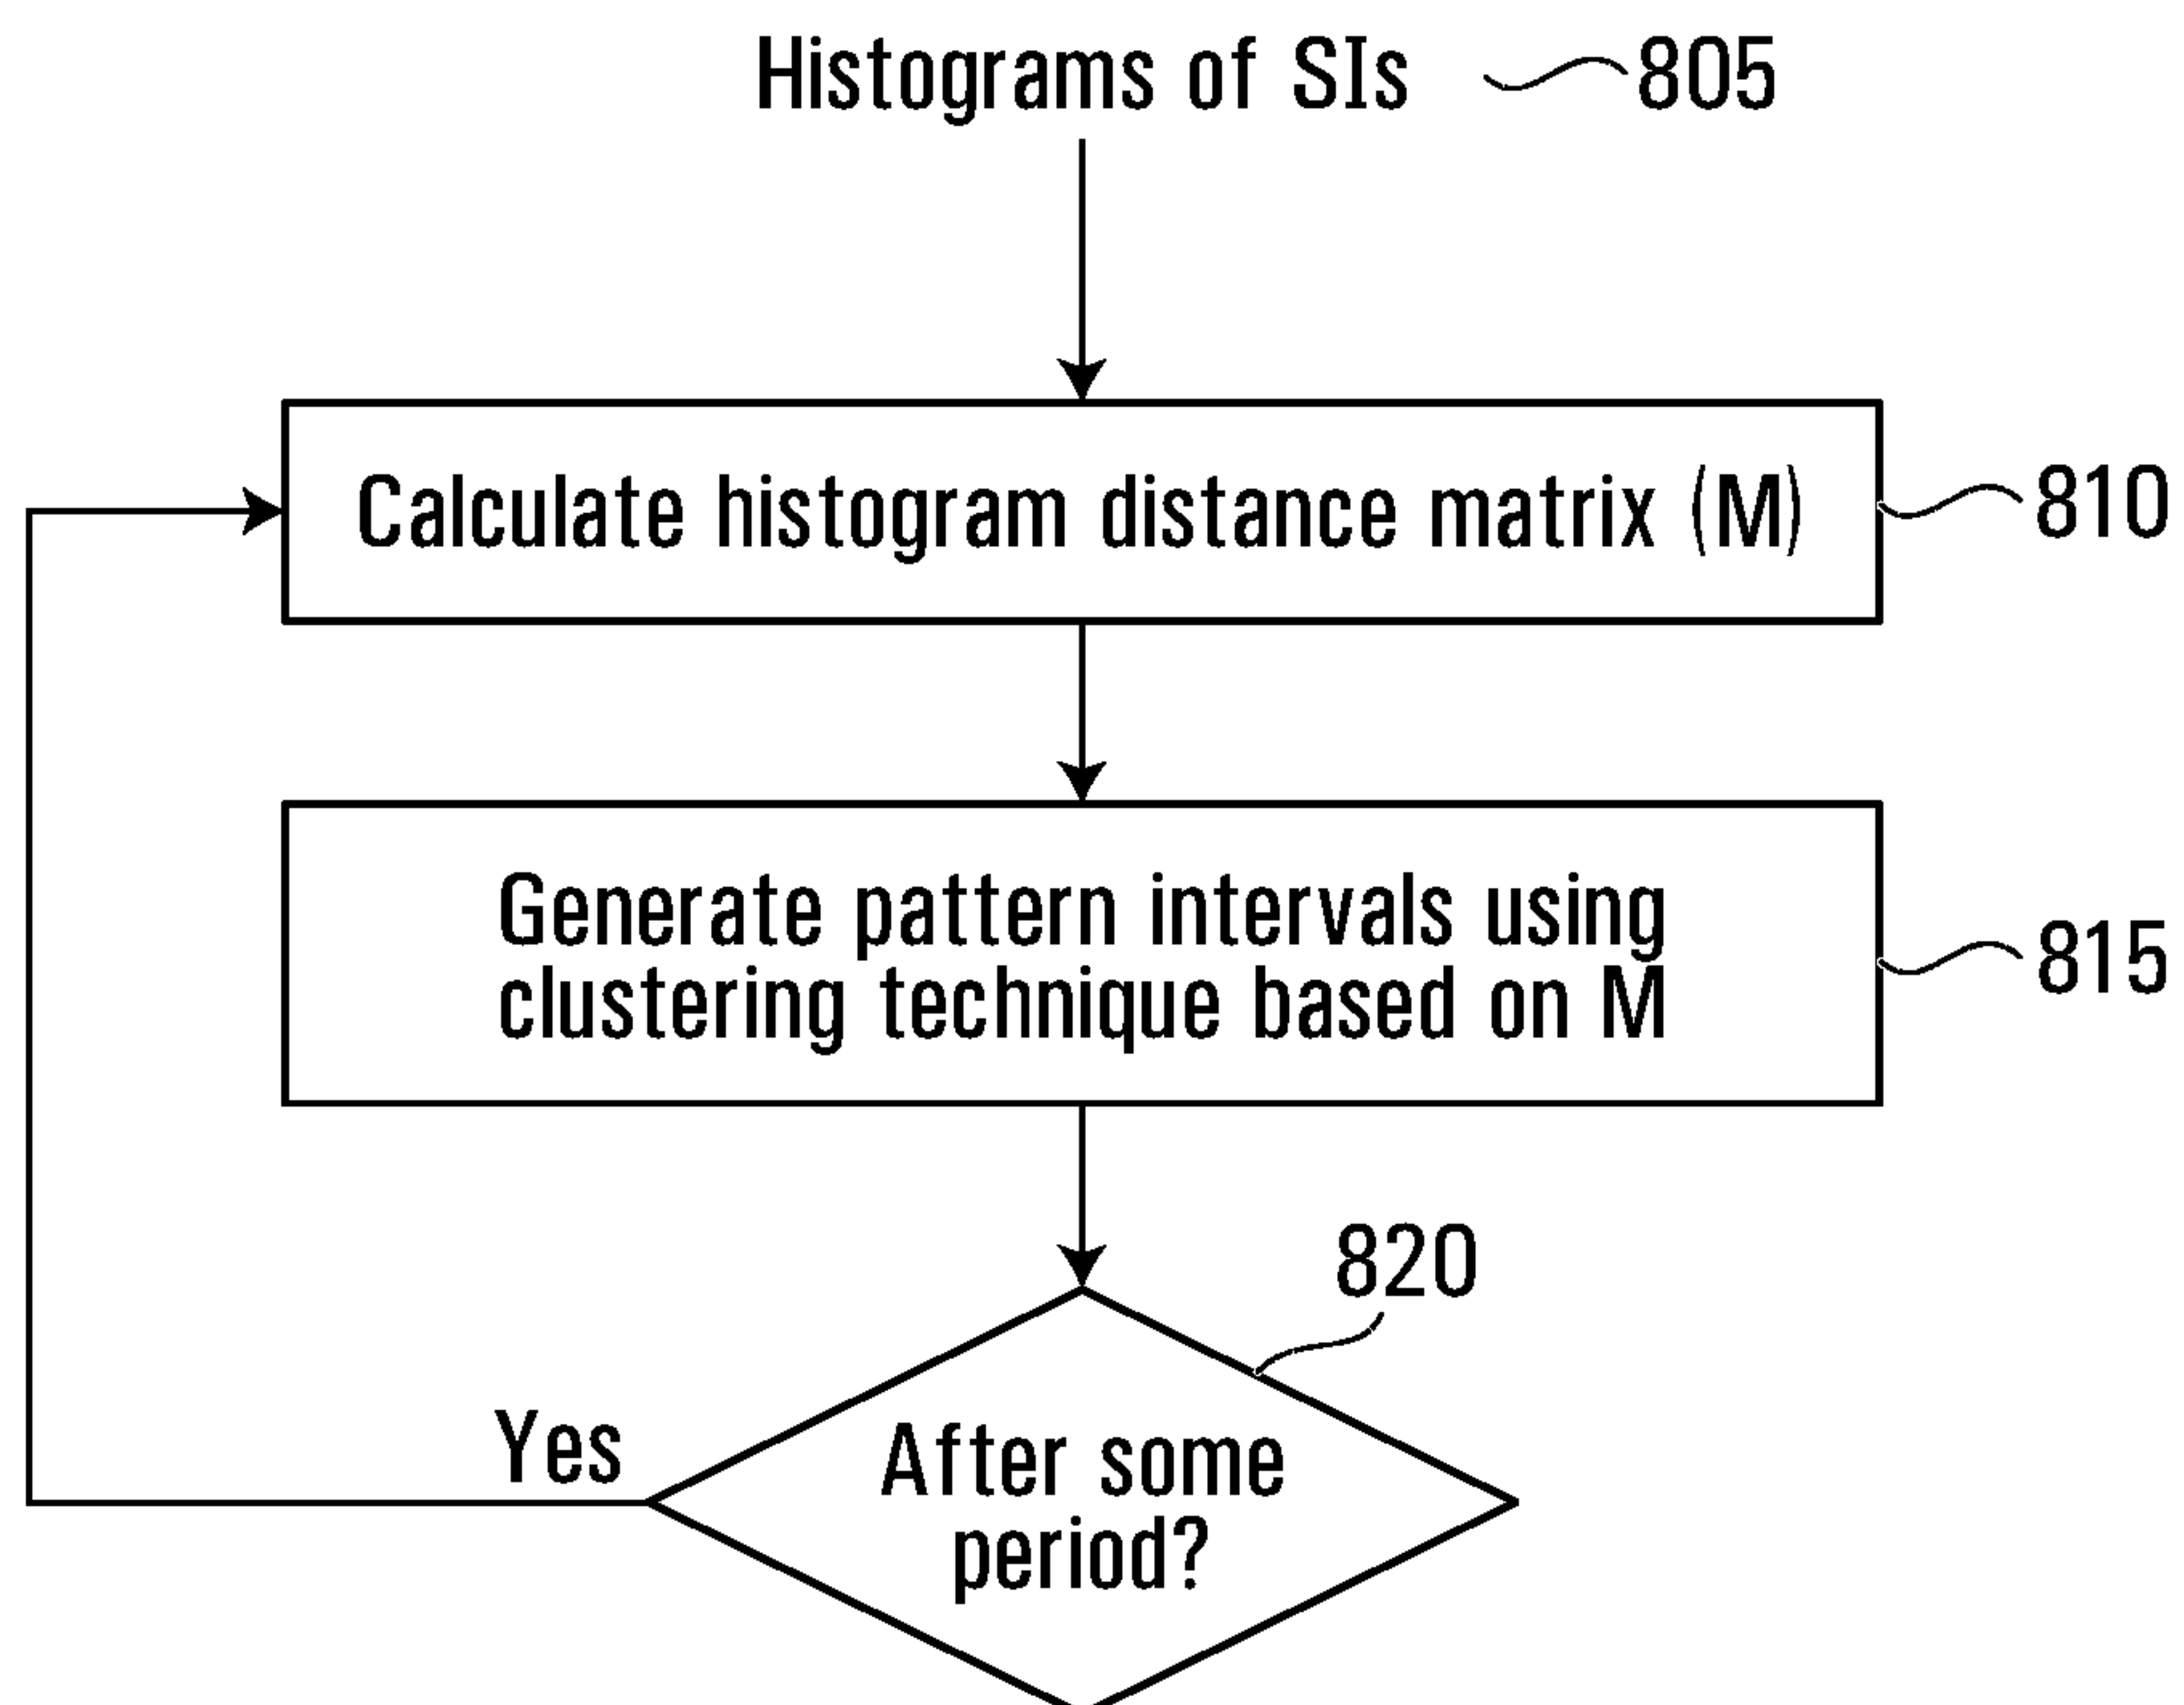 Histograms of SIs 805
Calculate histogram distance matrix (M) 810
Generate pattern intervals using
clustering technique based on M
815
820
Yes
After some
period?